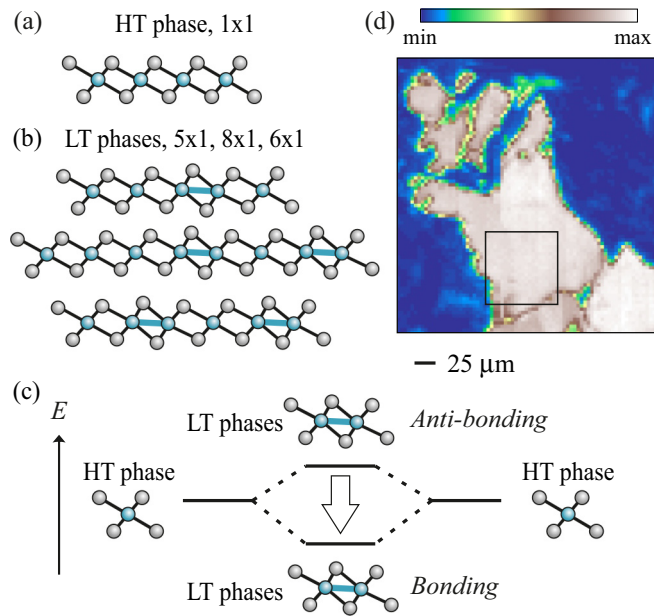 (a)
HT phase, 1x1
(b)
LT phases, 5x1, 8x1, 6x1
(d)
min
max
25 μm
(c)
E
LT phases
Anti-bonding
HT phase
HT phase
LT phases
Bonding